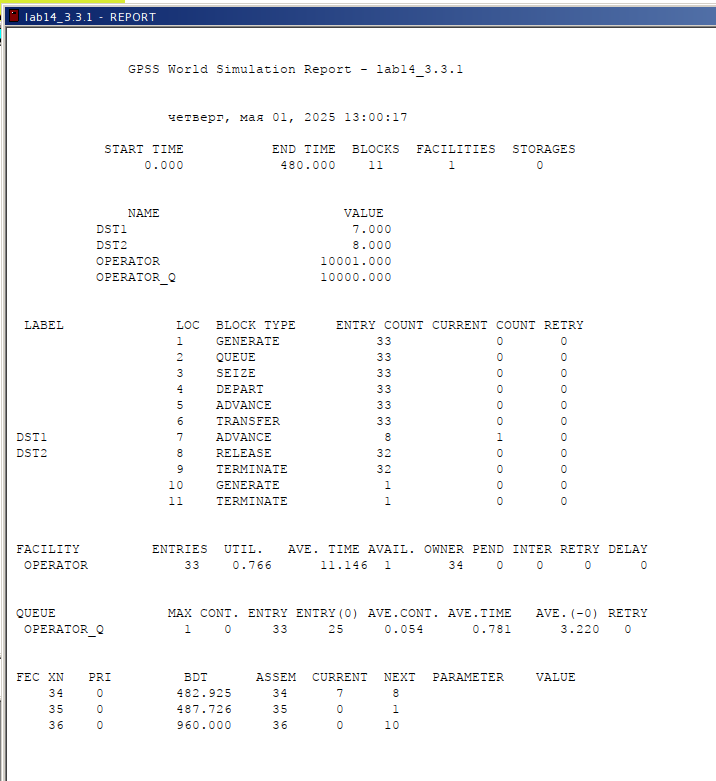 lab14_3.3.1 - REPORT
GPSS World Simulation Report - lab14_3.3.1
четверг, мая 01, 2025 13:00:17
START TIME END TIME BLOCKS FACILITIES STORAGES
0.000 480.000 11 1 0
NAME VALUE
DST1 7.000
DST2 8.000
OPERATOR 10001.000
OPERATOR_Q 10000.000
LABEL LOC BLOCK TYPE ENTRY COUNT CURRENT COUNT RETRY
1 GENERATE 33 0 0
2 QUEUE 33 0 0
3 SEIZE 33 0 0
4 DEPART 33 0 0
5 ADVANCE 33 0 0
6 TRANSFER 33 0 0
DST1 7 ADVANCE 8 1 0
DST2 8 RELEASE 32 0 0
9 TERMINATE 32 0 0
10 GENERATE 1 0 0
11 TERMINATE 1 0 0
FACILITY ENTRIES UTIL. AVE. TIME AVAIL. OWNER PEND INTER RETRY DELAY
OPERATOR 33 0.766 11.146 1 34 0 0 0 0
QUEUE MAX CONT. ENTRY ENTRY(0) AVE.CONT. AVE.TIME AVE.(-0) RETRY
OPERATOR_Q 1 0 33 25 0.054 0.781 3.220 0
FEC XN PRI BDT ASSEM CURRENT NEXT PARAMETER VALUE
34 0 482.925 34 7 8
35 0 487.726 35 0 1
36 0 960.000 36 0 10